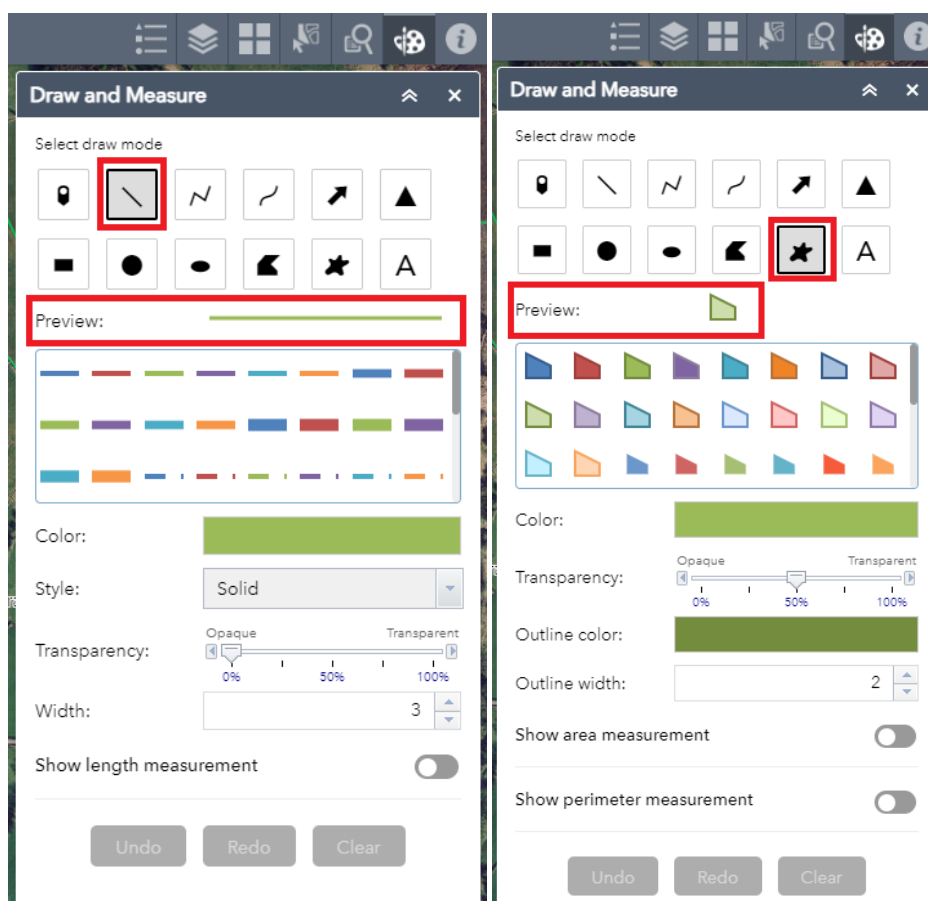 Draw and Measure
Select draw mode
A
Preview:
Color:
Style: Solid
Opaque Transparent
Transparency:
0% 50% 100%
Width: 3
Show length measurement
Undo Redo Clear
Draw and Measure
Select draw mode
A
Preview:
Color:
Opaque Transparent
Transparency:
0% 50% 100%
Outline color:
Outline width: 2
Show area measurement
Show perimeter measurement
Undo Redo Clear